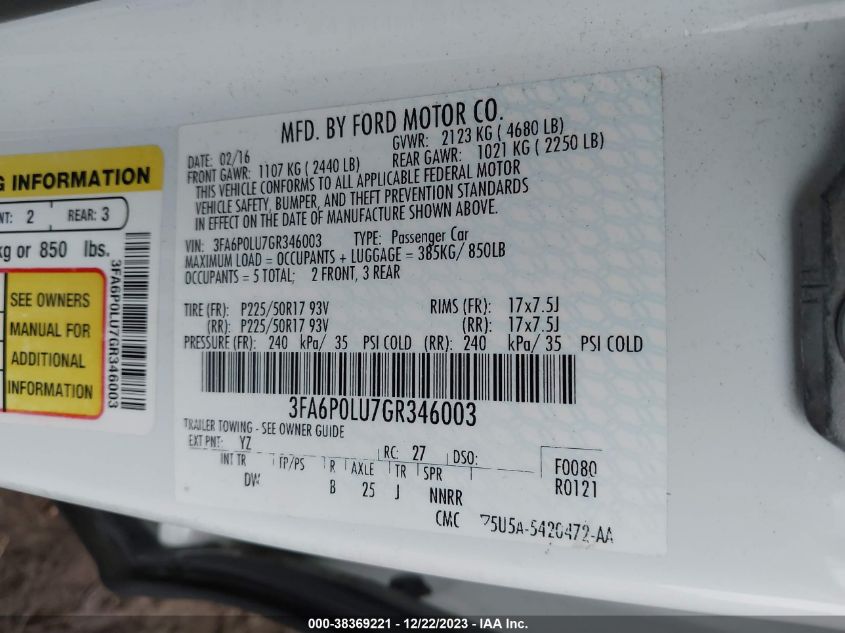 G INFORMATION
NT: 2 REAR: 3
kg or 850 lbs.
SEE OWNERS
MANUAL FOR
ADDITIONAL
INFORMATION
3FA6P0LU7GR346003
MFD. BY FORD MOTOR CO.
DATE: 02/16 GVWR: 2123 KG ( 4680 LB)
FRONT GAWR: 1107 KG ( 2440 LB) REAR GAWR: 1021 KG ( 2250 LB)
THIS VEHICLE CONFORMS TO ALL APPLICABLE FEDERAL MOTOR
VEHICLE SAFETY, BUMPER, AND THEFT PREVENTION STANDARDS
IN EFFECT ON THE DATE OF MANUFACTURE SHOWN ABOVE.
VIN: 3FA6P0LU7GR346003 TYPE: Passenger Car
MAXIMUM LOAD = OCCUPANTS + LUGGAGE = 385KG/ 850LB
OCCUPANTS = 5 TOTAL; 2 FRONT, 3 REAR
TIRE (FR): P225/50R17 93V RIMS (FR): 17x7.5J
(RR): P225/50R17 93V (RR): 17x7.5J
PRESSURE (FR): 240 kPa/ 35 PSI COLD (RR): 240 kPa/ 35 PSI COLD
3FA6P0LU7GR346003
TRAILER TOWING - SEE OWNER GUIDE
EXT PNT: YZ RC: 27 DSO: F0080
INT TR TP/PS R AXLE TR SPR R0121
DW B 25 J NNRR
CMC 75U5A-5420472-AA
000-38369221 - 12/22/2023 - IAA Inc.